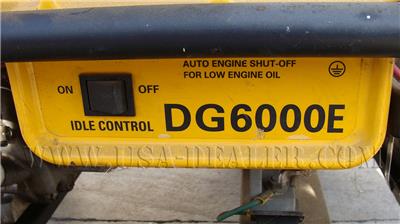 AUTO ENGINE SHUT-OFF
FOR LOW ENGINE OIL
ON OFF
IDLE CONTROL DG6000E
WWW.USA-DEALER.COM